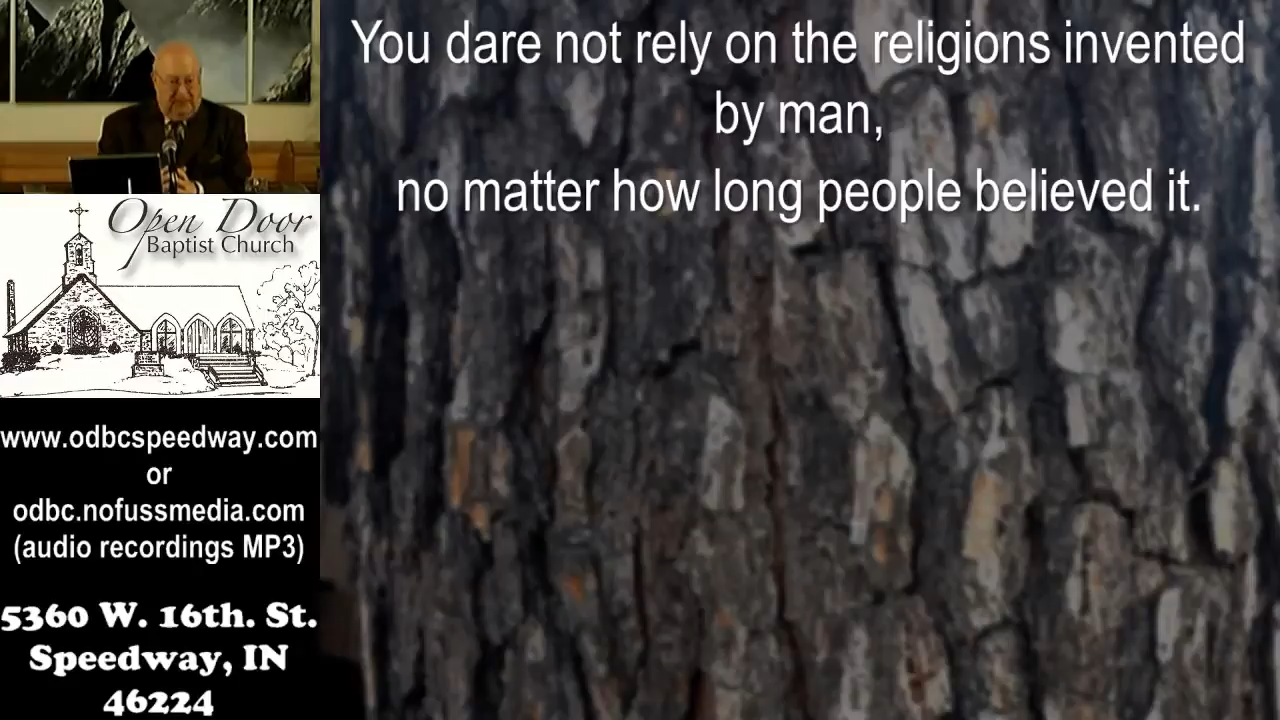 You dare not rely on the religions invented
by man,
no matter how long people believed it.
Open Door
Baptist Church
www.odbcspeedway.com
or
odbc.nofussmedia.com
(audio recordings MP3)
5360 W. 16th. St.
Speedway, IN
46224